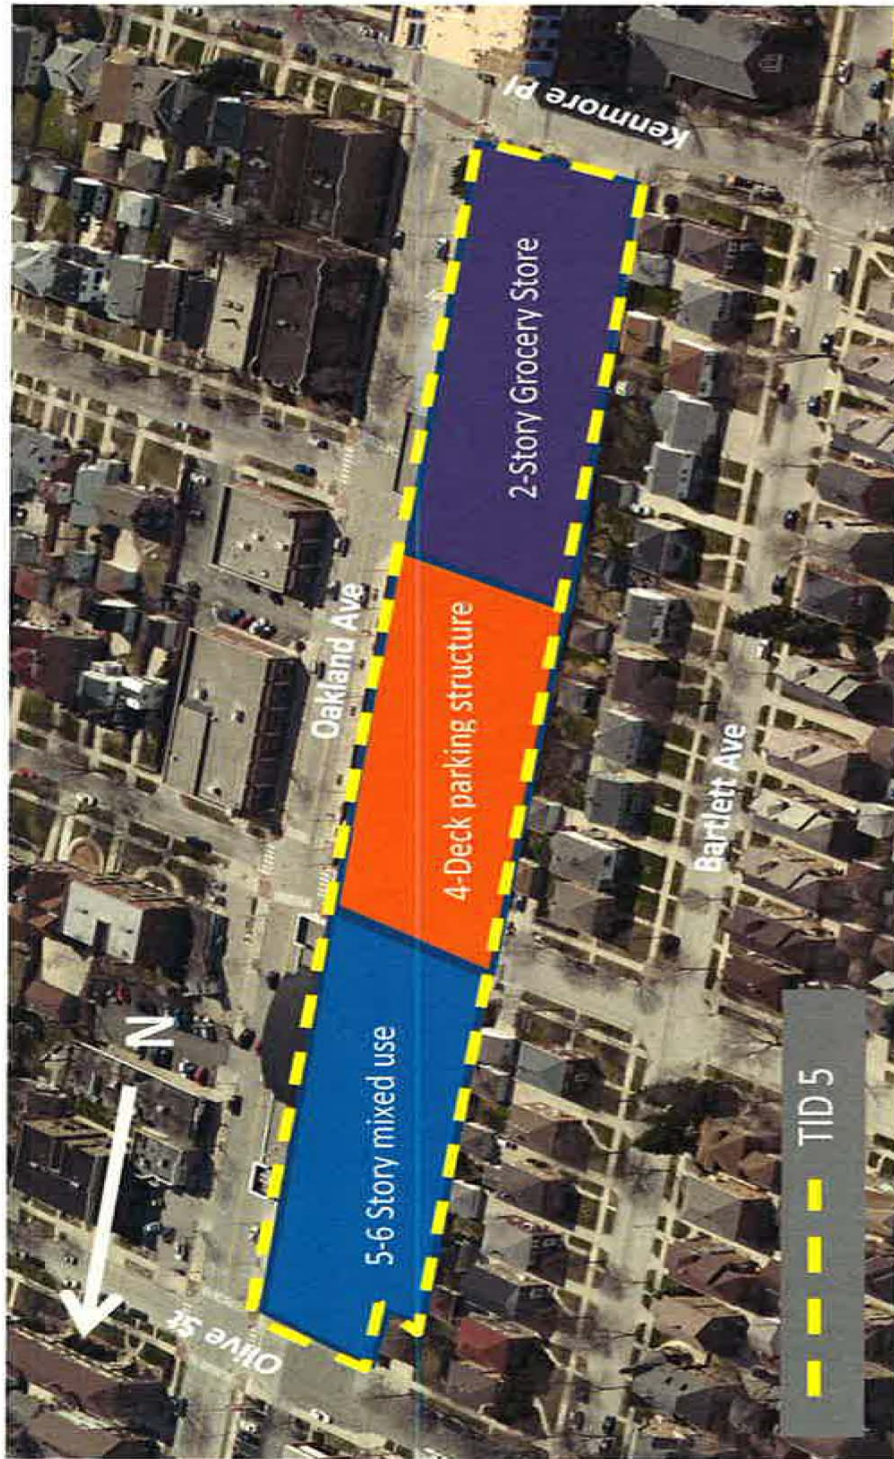 Kenmore Pl
2-Story Grocery Store
Oakland Ave
4-Deck parking structure
Bartlett Ave
N
5-6 Story mixed use
Olive St
TID 5